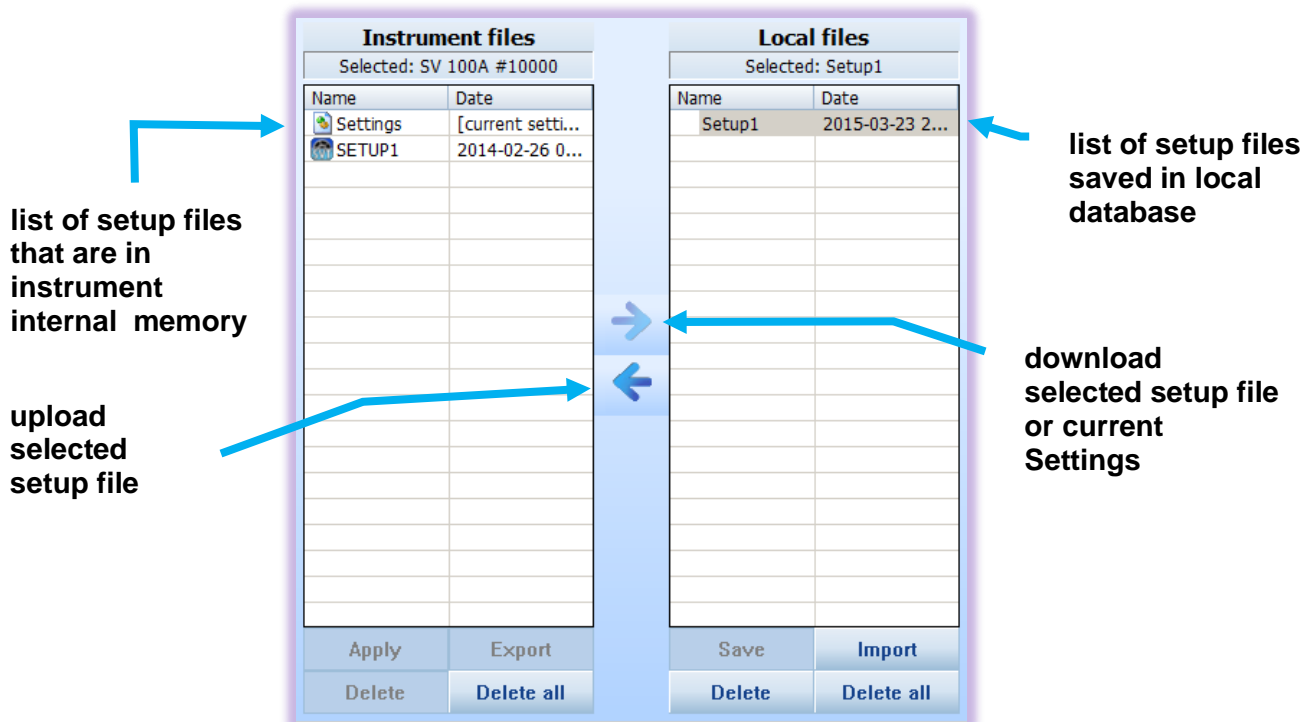 Instrument files
Selected: SV 100A #10000
Name Date
Settings [current setti...
SETUP1 2014-02-26 0...
Apply Export
Delete Delete all
Local files
Selected: Setup1
Name Date
Setup1 2015-03-23 2...
Save Import
Delete Delete all
list of setup files
that are in
instrument
internal memory
upload
selected
setup file
list of setup files
saved in local
database
download
selected setup file
or current
Settings